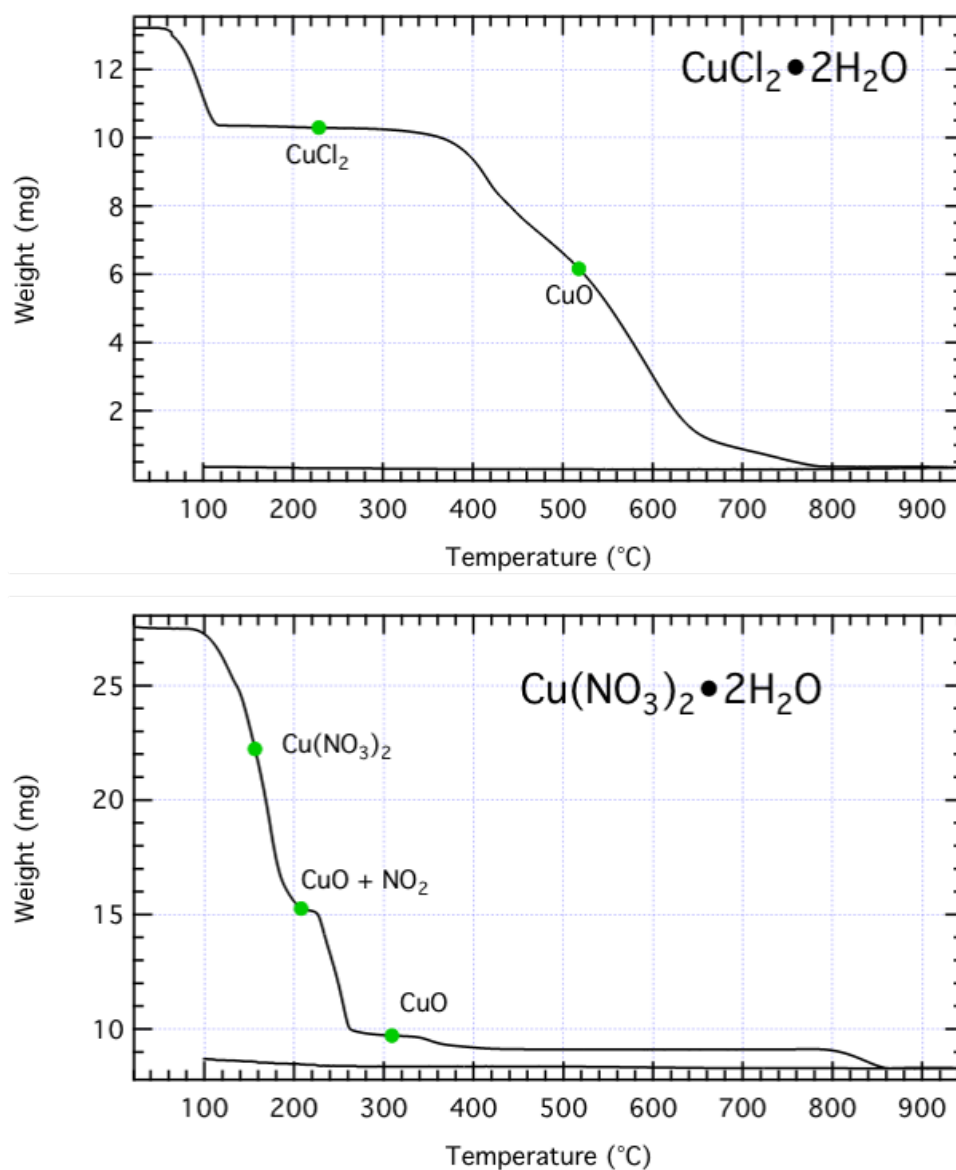 CuCl₂•2H₂O
12
10
CuCl₂
8
6
CuO
4
2
Weight (mg)
100 200 300 400 500 600 700 800 900
Temperature (°C)
Cu(NO₃)₂•2H₂O
25
Cu(NO₃)₂
20
CuO + NO₂
15
CuO
10
Weight (mg)
100 200 300 400 500 600 700 800 900
Temperature (°C)